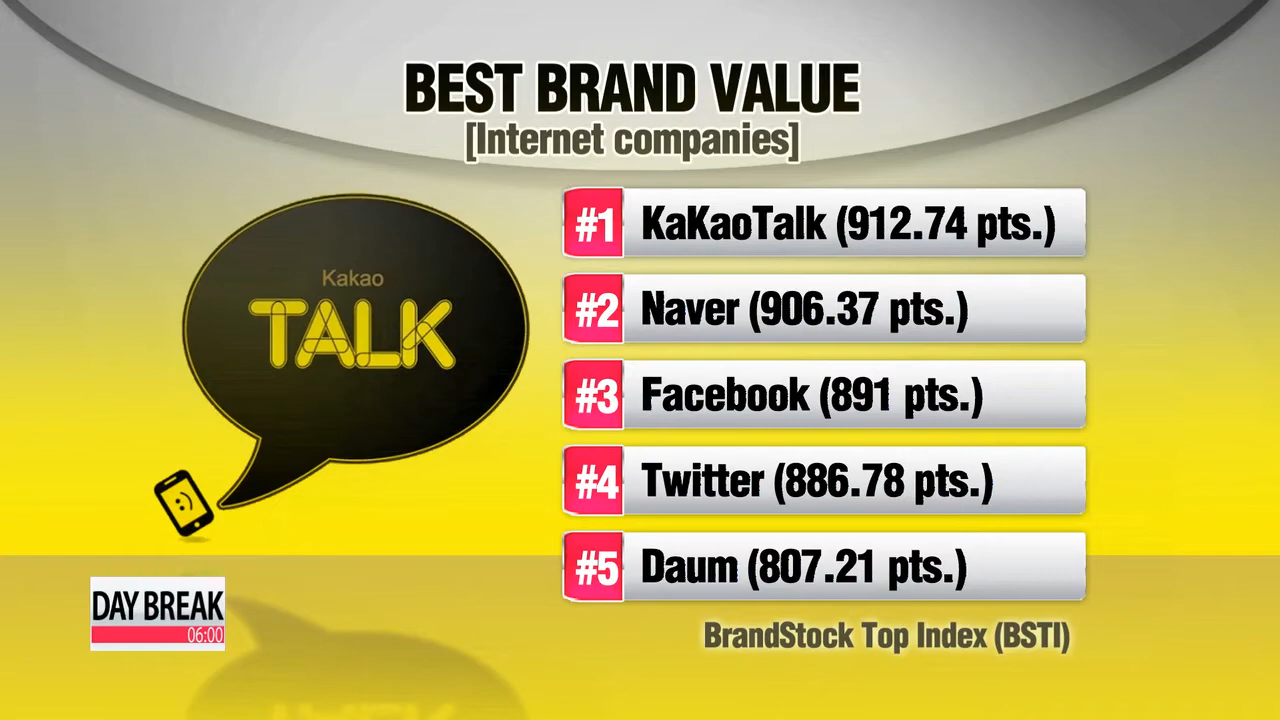 BEST BRAND VALUE
[Internet companies]
Kakao
TALK
#1 KaKaoTalk (912.74 pts.)
#2 Naver (906.37 pts.)
#3 Facebook (891 pts.)
#4 Twitter (886.78 pts.)
#5 Daum (807.21 pts.)
BrandStock Top Index (BSTI)
DAY BREAK
06:00